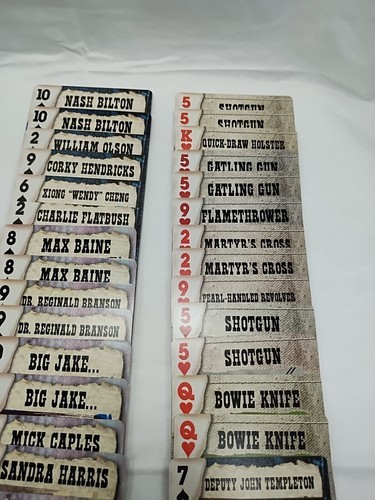 10 NASH BILTON
10 NASH BILTON
2 WILLIAM OLSON
9 CORKY HENDRICKS
6 XIONG "WENDY" CHENG
2 CHARLIE FLATBUSH
8 MAX BAINE
8 MAX BAINE
9 DR. REGINALD BRANSON
9 DR. REGINALD BRANSON
BIG JAKE...
BIG JAKE...
MICK CAPLES
SANDRA HARRIS
5 SHOTGUN
5 SHOTGUN
K QUICK-DRAW HOLSTER
5 GATLING GUN
5 GATLING GUN
9 FLAMETHROWER
2 MARTYR'S CROSS
2 MARTYR'S CROSS
9 PEARL-HANDLED REVOLVER
5 SHOTGUN
5 SHOTGUN
Q BOWIE KNIFE
Q BOWIE KNIFE
7 DEPUTY JOHN TEMPLETON